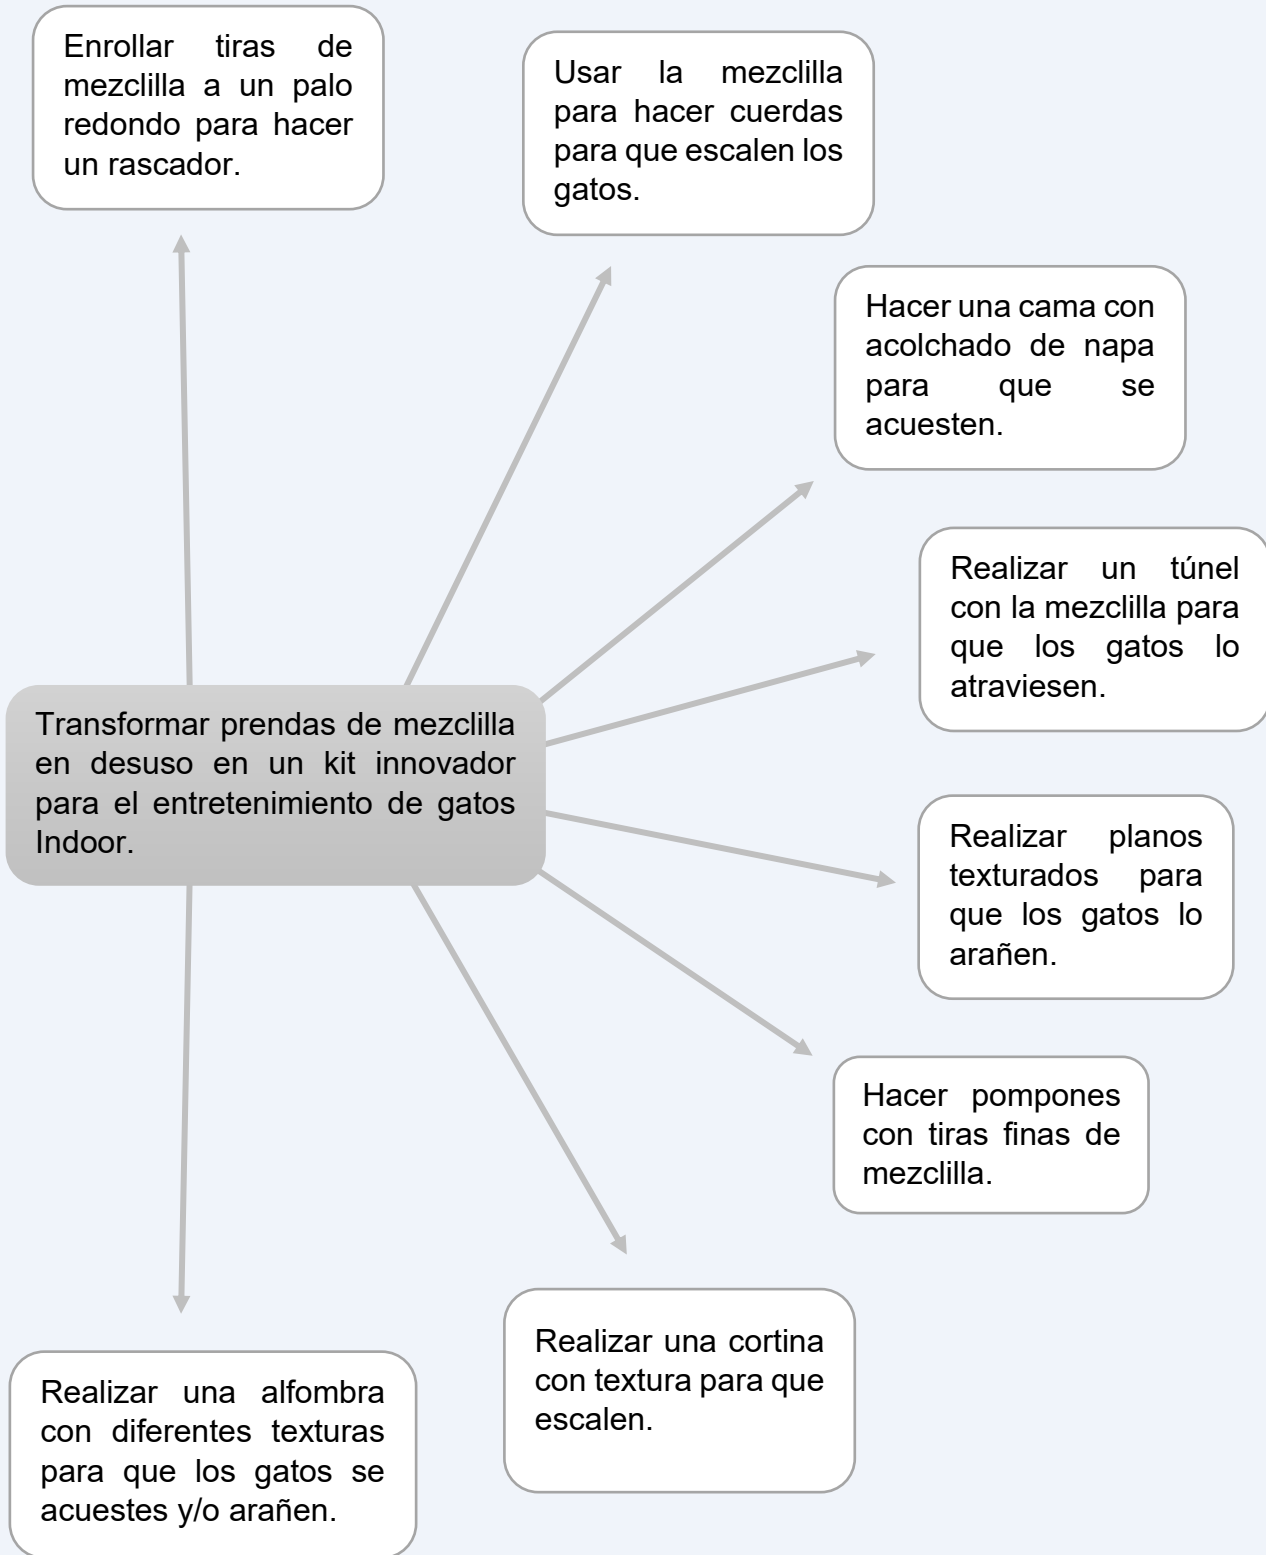 Enrollar tiras de
mezclilla a un palo
redondo para hacer
un rascador.
Usar la mezclilla
para hacer cuerdas
para que escalen los
gatos.
Hacer una cama con
acolchado de napa
para que se
acuesten.
Realizar un túnel
con la mezclilla para
que los gatos lo
atraviesen.
Transformar prendas de mezclilla
en desuso en un kit innovador
para el entretenimiento de gatos
Indoor.
Realizar planos
texturados para
que los gatos lo
arañen.
Hacer pompones
con tiras finas de
mezclilla.
Realizar una cortina
con textura para que
escalen.
Realizar una alfombra
con diferentes texturas
para que los gatos se
acuestes y/o arañen.